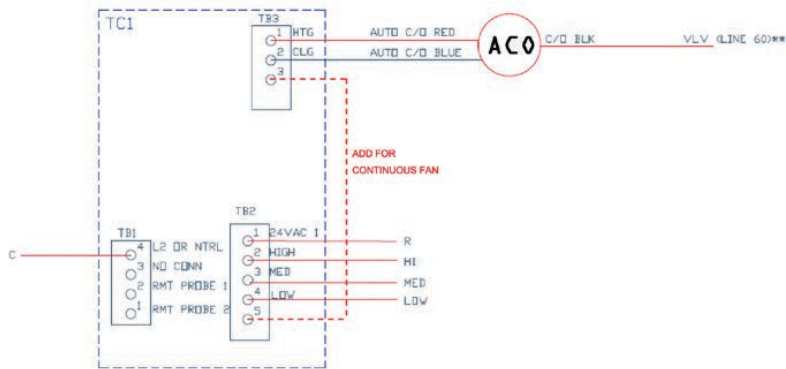 TC1
TB3
1 HTG
2 CLG
3
AUTO C/O RED
AUTO C/O BLUE
ACO
C/O BLK
VLV (LINE 60)**
ADD FOR
CONTINUOUS FAN
TB1
4 L2 OR NTRL
3 NO CONN
2 RMT PROBE 1
1 RMT PROBE 2
C
TB2
1 24VAC 1
2 HIGH
3 MED
4 LOW
5
R
HI
MED
LOW